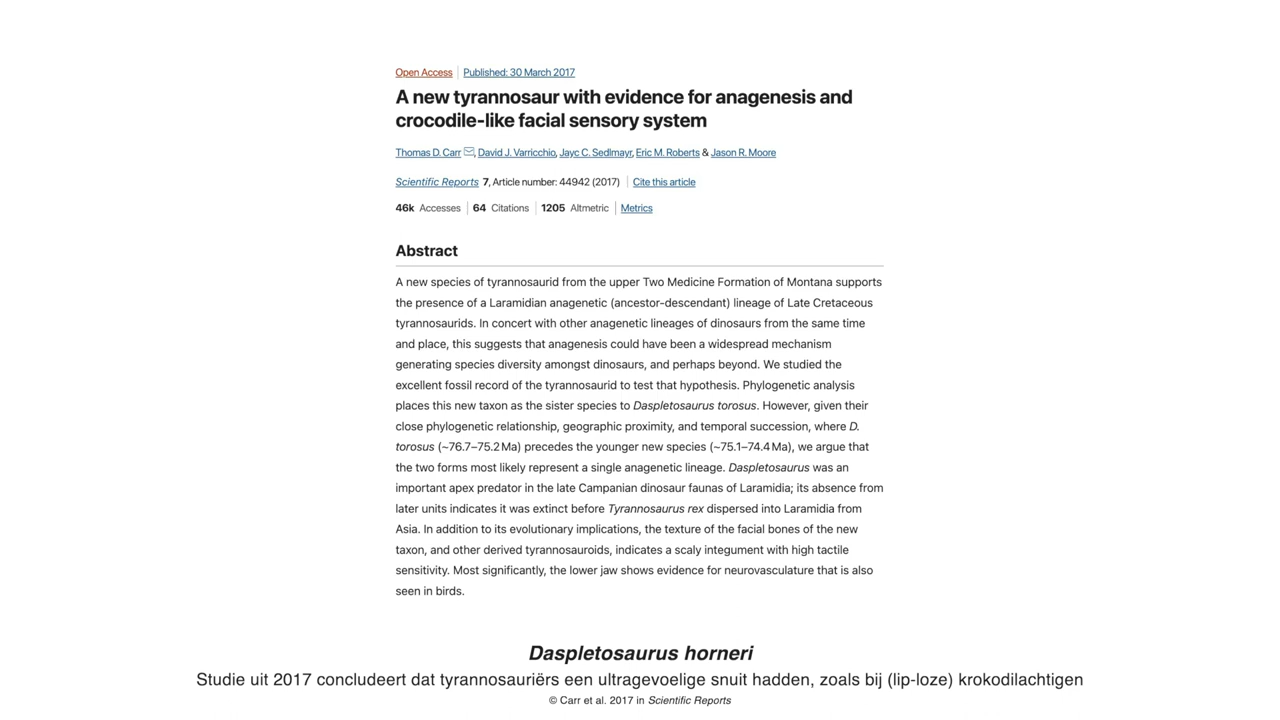 Open Access | Published: 30 March 2017
A new tyrannosaur with evidence for anagenesis and
crocodile-like facial sensory system
Thomas D. Carr, David J. Varricchio, Jayc C. Sedlmayr, Eric M. Roberts & Jason R. Moore
Scientific Reports 7, Article number: 44942 (2017) | Cite this article
46k Accesses | 64 Citations | 1205 Altmetric | Metrics
Abstract
A new species of tyrannosaurid from the upper Two Medicine Formation of Montana supports
the presence of a Laramidian anagenetic (ancestor-descendant) lineage of Late Cretaceous
tyrannosaurids. In concert with other anagenetic lineages of dinosaurs from the same time
and place, this suggests that anagenesis could have been a widespread mechanism
generating species diversity amongst dinosaurs, and perhaps beyond. We studied the
excellent fossil record of the tyrannosaurid to test that hypothesis. Phylogenetic analysis
places this new taxon as the sister species to Daspletosaurus torosus. However, given their
close phylogenetic relationship, geographic proximity, and temporal succession, where D.
torosus (~76.7–75.2 Ma) precedes the younger new species (~75.1–74.4 Ma), we argue that
the two forms most likely represent a single anagenetic lineage. Daspletosaurus was an
important apex predator in the late Campanian dinosaur faunas of Laramidia; its absence from
later units indicates it was extinct before Tyrannosaurus rex dispersed into Laramidia from
Asia. In addition to its evolutionary implications, the texture of the facial bones of the new
taxon, and other derived tyrannosauroids, indicates a scaly integument with high tactile
sensitivity. Most significantly, the lower jaw shows evidence for neurovasculature that is also
seen in birds.
Daspletosaurus horneri
Studie uit 2017 concludeert dat tyrannosauriërs een ultragevoelige snuit hadden, zoals bij (lip-loze) krokodilachtigen
© Carr et al. 2017 in Scientific Reports